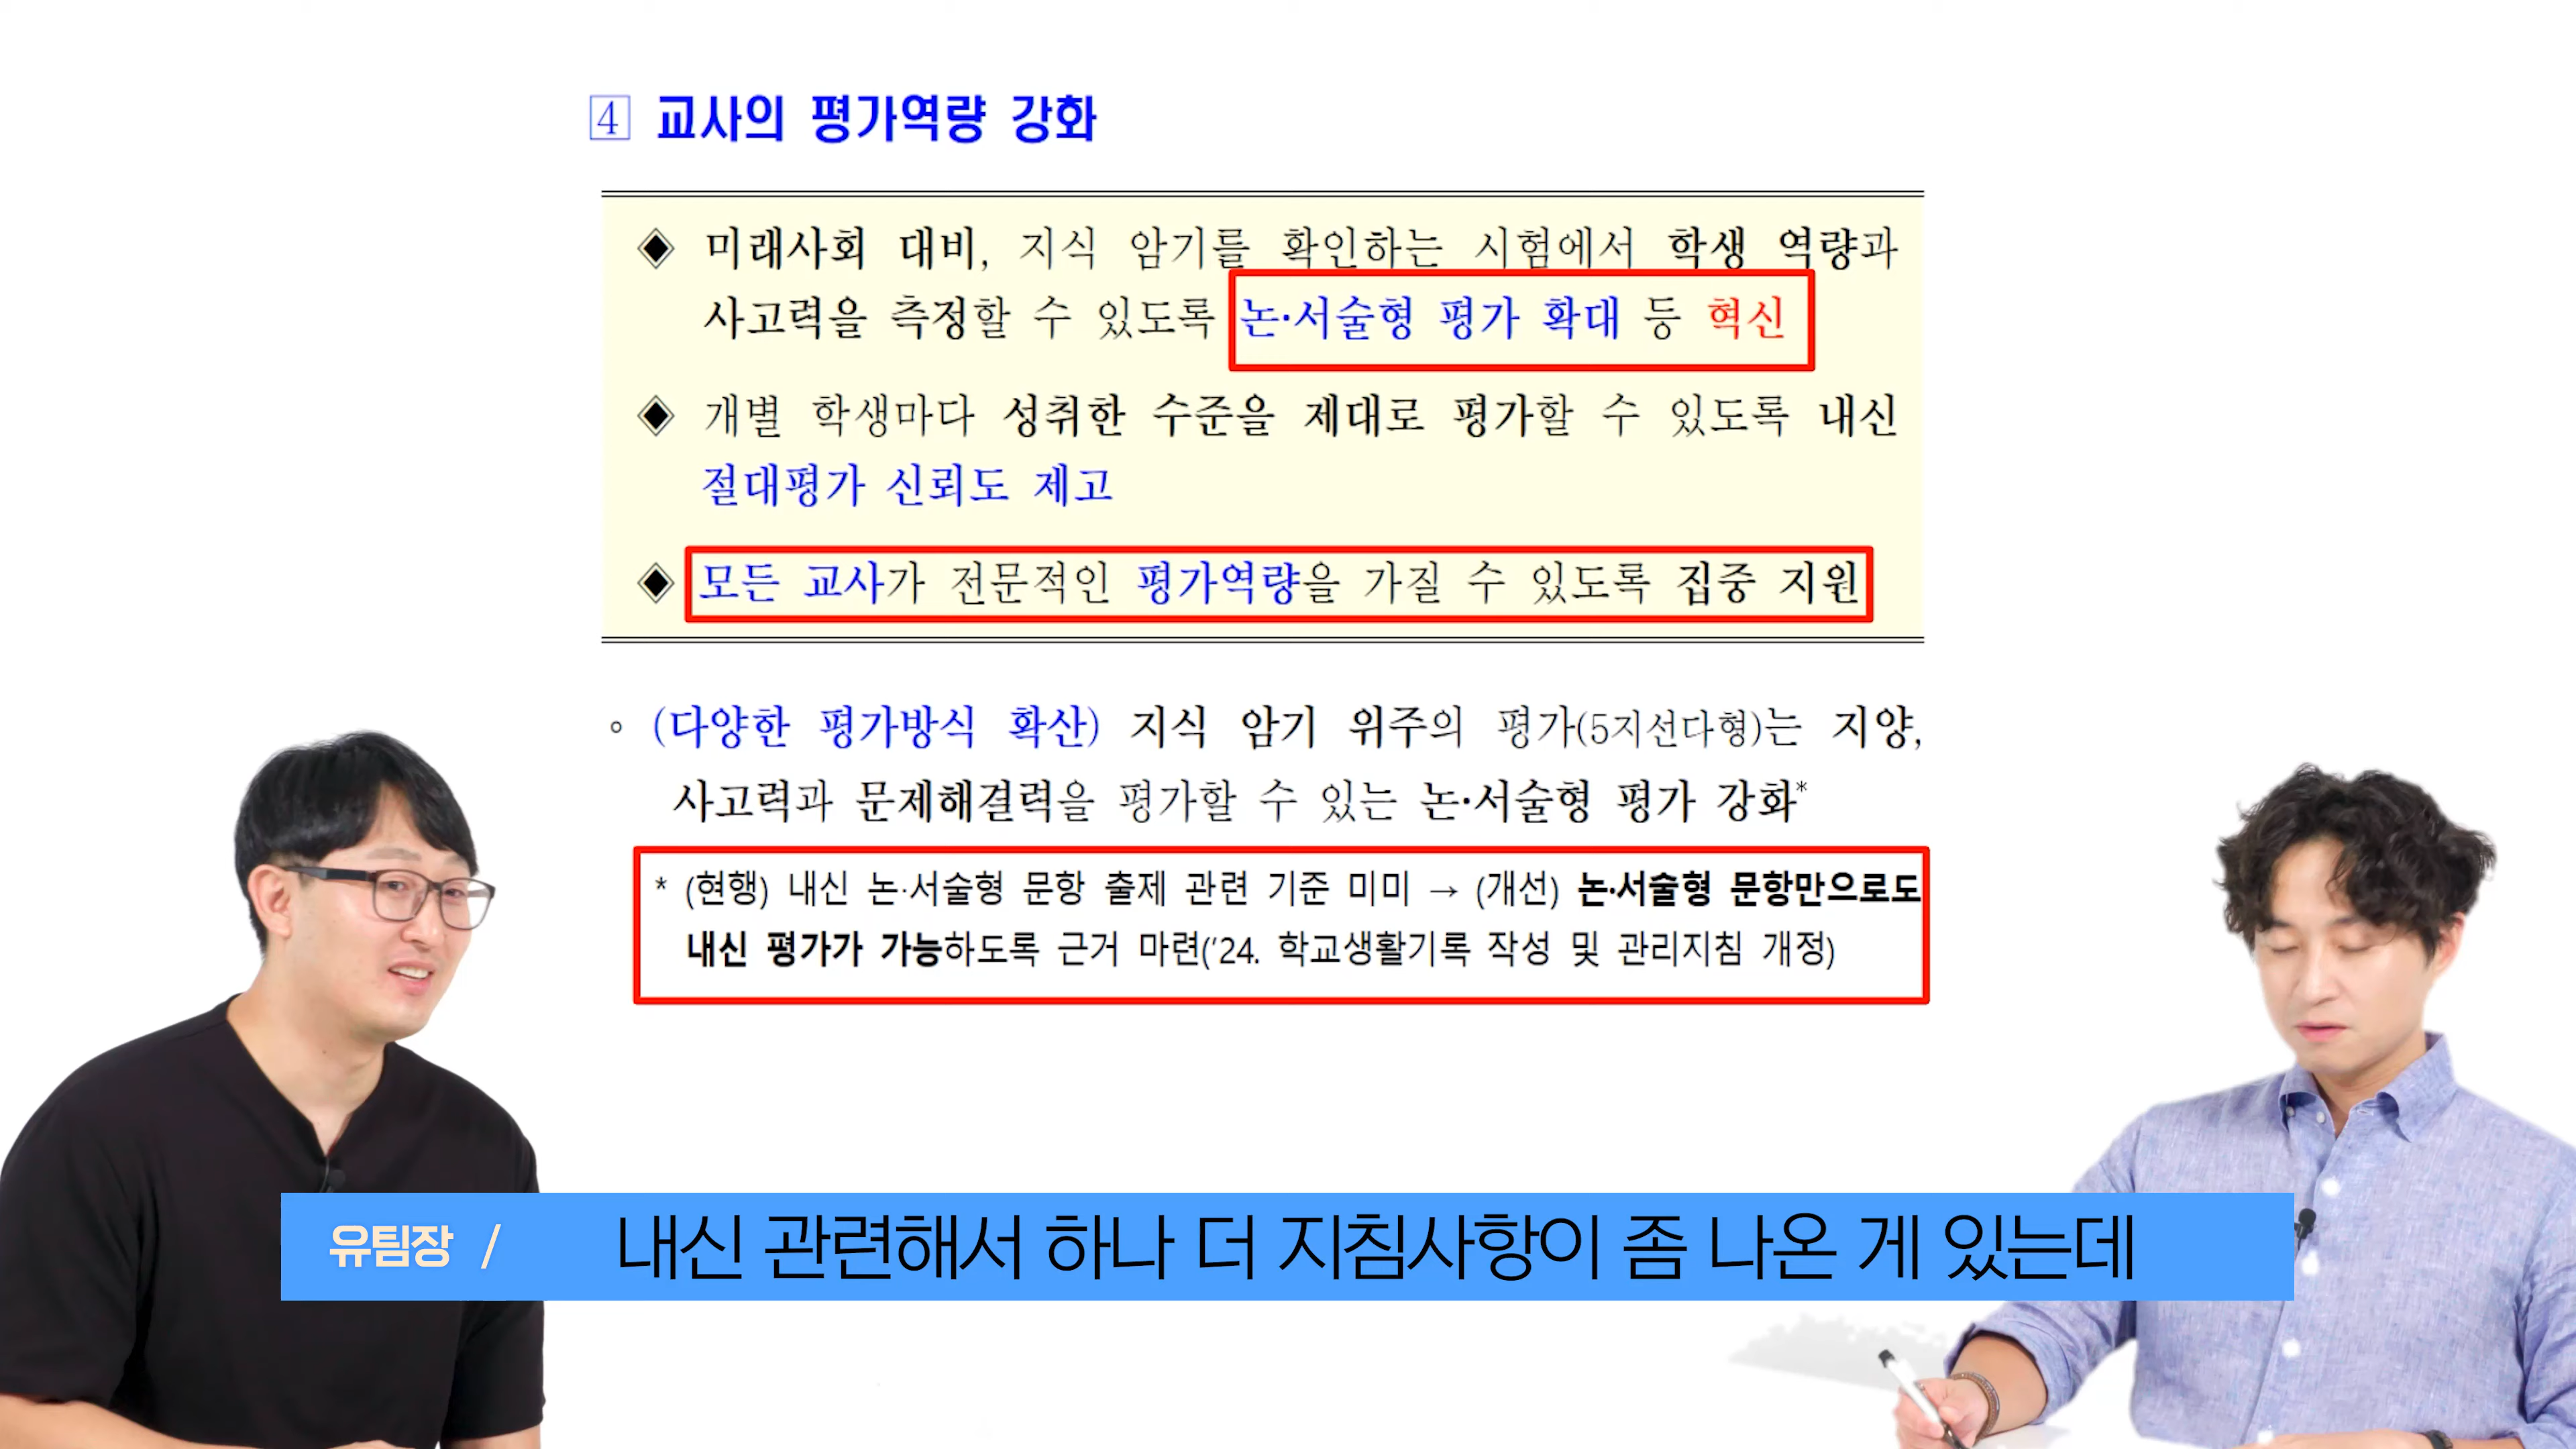 4 교사의 평가역량 강화
◈ 미래사회 대비, 지식 암기를 확인하는 시험에서 학생 역량과
사고력을 측정할 수 있도록 논·서술형 평가 확대 등 혁신
◈ 개별 학생마다 성취한 수준을 제대로 평가할 수 있도록 내신
절대평가 신뢰도 제고
◈ 모든 교사가 전문적인 평가역량을 가질 수 있도록 집중 지원
◦ (다양한 평가방식 확산) 지식 암기 위주의 평가(5지선다형)는 지양,
사고력과 문제해결력을 평가할 수 있는 논·서술형 평가 강화*
* (현행) 내신 논·서술형 문항 출제 관련 기준 미미 → (개선) 논·서술형 문항만으로도
내신 평가가 가능하도록 근거 마련('24. 학교생활기록 작성 및 관리지침 개정)
유팀장 / 내신 관련해서 하나 더 지침사항이 좀 나온 게 있는데